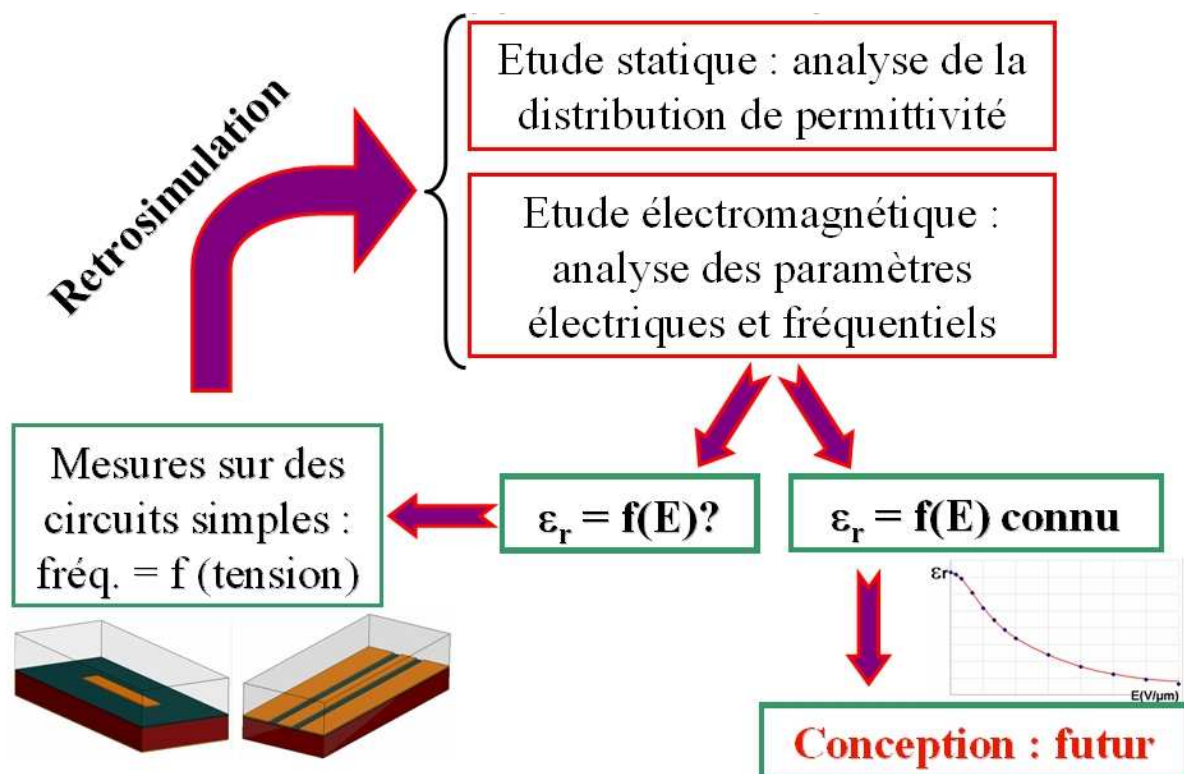 Etude statique : analyse de la
distribution de permittivité
Retrosimulation
Etude électromagnétique :
analyse des paramètres
électriques et fréquentiels
Mesures sur des
circuits simples :
fréq. = f (tension)
εr = f(E)?
εr = f(E) connu
εr
E(V/µm)
Conception : futur